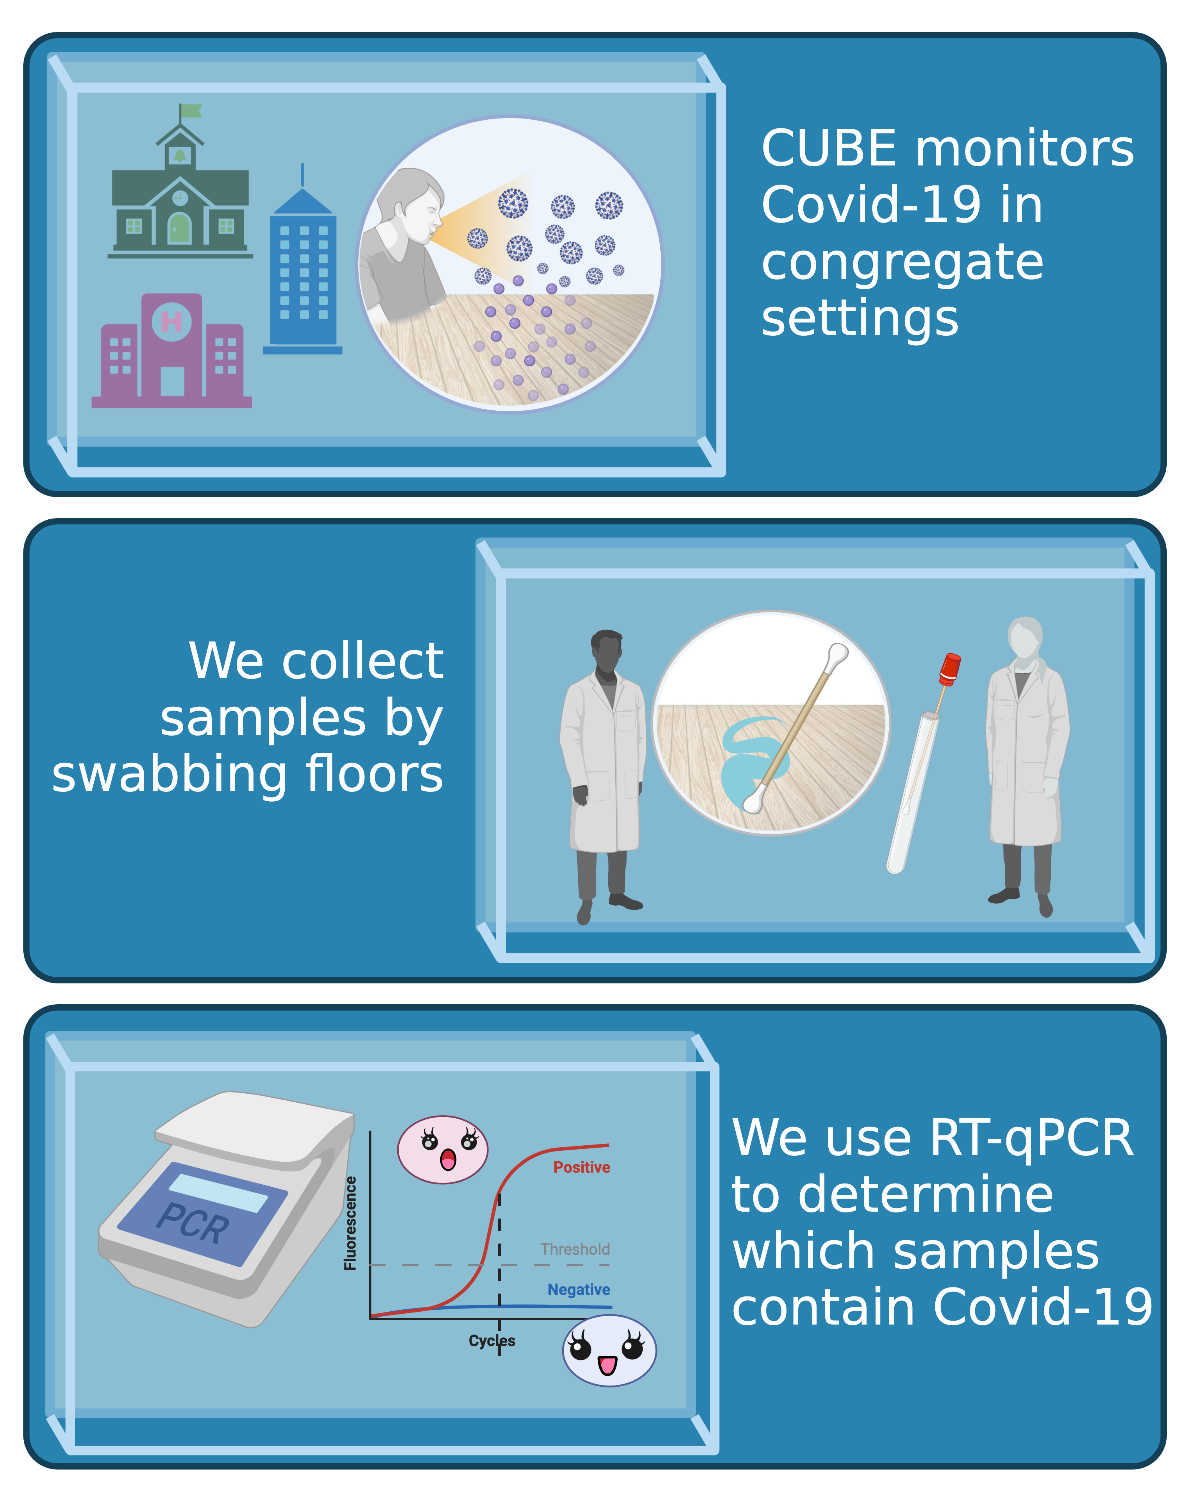 CUBE monitors
Covid-19 in
congregate
settings
H
We collect
samples by
swabbing floors
We use RT-qPCR
to determine
which samples
contain Covid-19
PCR
Fluorescence
Positive
Threshold
Negative
Cycles